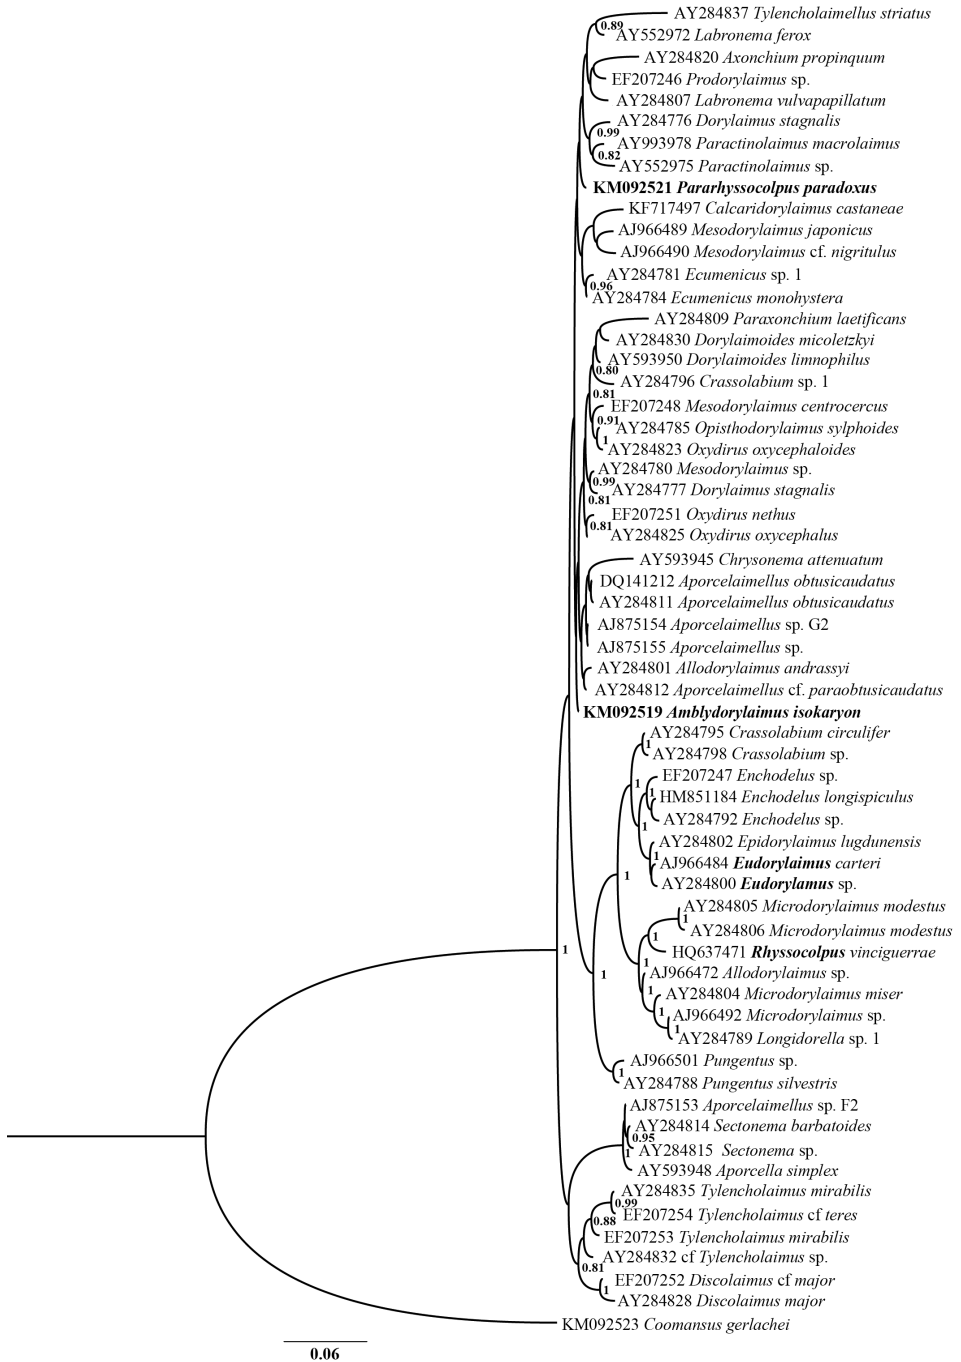 AY284837 Tylencholaimellus striatus
0.89
AY552972 Labronema ferox
AY284820 Axonchium propinquum
EF207246 Prodorylaimus sp.
AY284807 Labronema vulvapapillatum
AY284776 Dorylaimus stagnalis
0.99
AY993978 Paractinolaimus macrolaimus
0.82
AY552975 Paractinolaimus sp.
KM092521 Pararhyssocolpus paradoxus
KF717497 Calcaridorylaimus castaneae
AJ966489 Mesodorylaimus japonicus
AJ966490 Mesodorylaimus cf. nigritulus
AY284781 Ecumenicus sp. 1
0.96
AY284784 Ecumenicus monohystera
AY284809 Paraxonchium laetificans
AY284830 Dorylaimoides micoletzkyi
AY593950 Dorylaimoides limnophilus
0.80
AY284796 Crassolabium sp. 1
0.81
EF207248 Mesodorylaimus centrocercus
0.91
AY284785 Opisthodorylaimus sylphoides
1
AY284823 Oxydirus oxycephaloides
AY284780 Mesodorylaimus sp.
0.99
AY284777 Dorylaimus stagnalis
0.81
EF207251 Oxydirus nethus
0.81
AY284825 Oxydirus oxycephalus
AY593945 Chrysonema attenuatum
DQ141212 Aporcelaimellus obtusicaudatus
AY284811 Aporcelaimellus obtusicaudatus
AJ875154 Aporcelaimellus sp. G2
AJ875155 Aporcelaimellus sp.
AY284801 Allodorylaimus andrassyi
AY284812 Aporcelaimellus cf. paraobtusicaudatus
KM092519 Amblydorylaimus isokaryon
AY284795 Crassolabium circulifer
1
AY284798 Crassolabium sp.
EF207247 Enchodelus sp.
1
1
HM851184 Enchodelus longispiculus
AY284792 Enchodelus sp.
1
AY284802 Epidorylaimus lugdunensis
1
AJ966484 Eudorylaimus carteri
1
AY284800 Eudorylamus sp.
AY284805 Microdorylaimus modestus
1
AY284806 Microdorylaimus modestus
1
HQ637471 Rhyssocolpus vinciguerrae
1
1
1
AJ966472 Allodorylaimus sp.
1
AY284804 Microdorylaimus miser
1
AJ966492 Microdorylaimus sp.
1
AY284789 Longidorella sp. 1
AJ966501 Pungentus sp.
1
AY284788 Pungentus silvestris
AJ875153 Aporcelaimellus sp. F2
AY284814 Sectonema barbatoides
0.95
AY284815 Sectonema sp.
1
AY593948 Aporcella simplex
AY284835 Tylencholaimus mirabilis
0.99
EF207254 Tylencholaimus cf teres
0.88
EF207253 Tylencholaimus mirabilis
AY284832 cf Tylencholaimus sp.
0.81
EF207252 Discolaimus cf major
1
AY284828 Discolaimus major
KM092523 Coomansus gerlachei
0.06